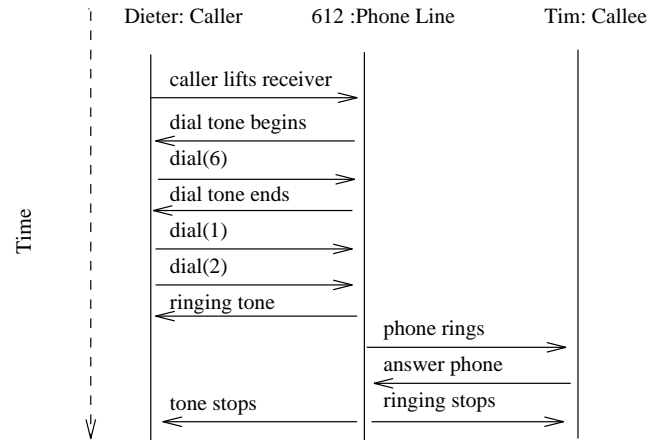 Dieter: Caller
612 :Phone Line
Tim: Callee
caller lifts receiver
dial tone begins
dial(6)
dial tone ends
dial(1)
dial(2)
ringing tone
phone rings
answer phone
tone stops
ringing stops
Time